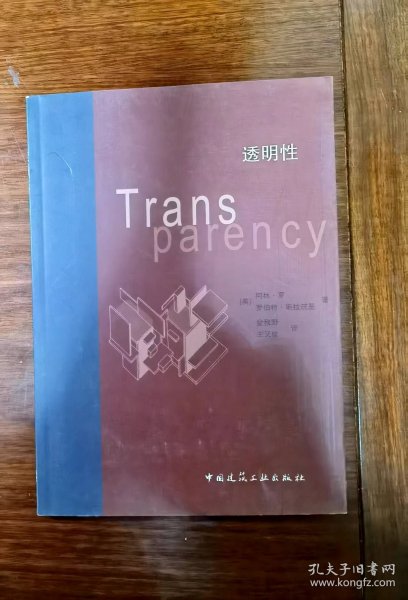 透明性
Trans
parency
[美] 柯林·罗
罗伯特·斯拉茨基 著
金秋野
王又佳 译
中国建筑工业出版社
孔夫子旧书网
www.kongfz.com